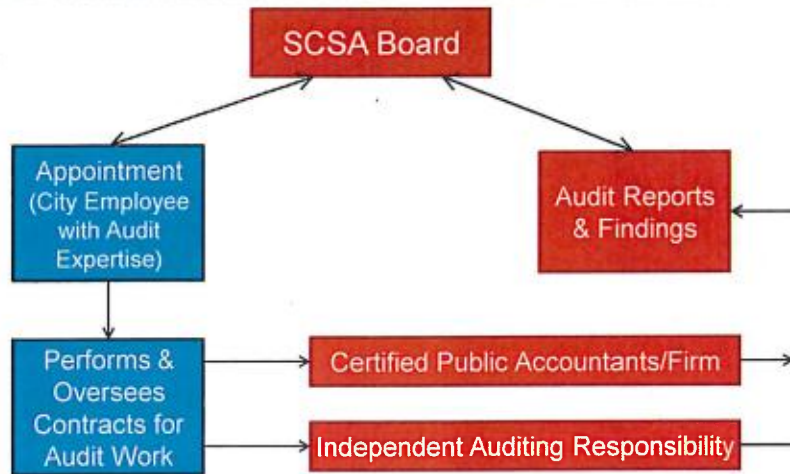 SCSA Board
Appointment
(City Employee
with Audit
Expertise)
Audit Reports
& Findings
Performs &
Oversees
Contracts for
Audit Work
Certified Public Accountants/Firm
Independent Auditing Responsibility